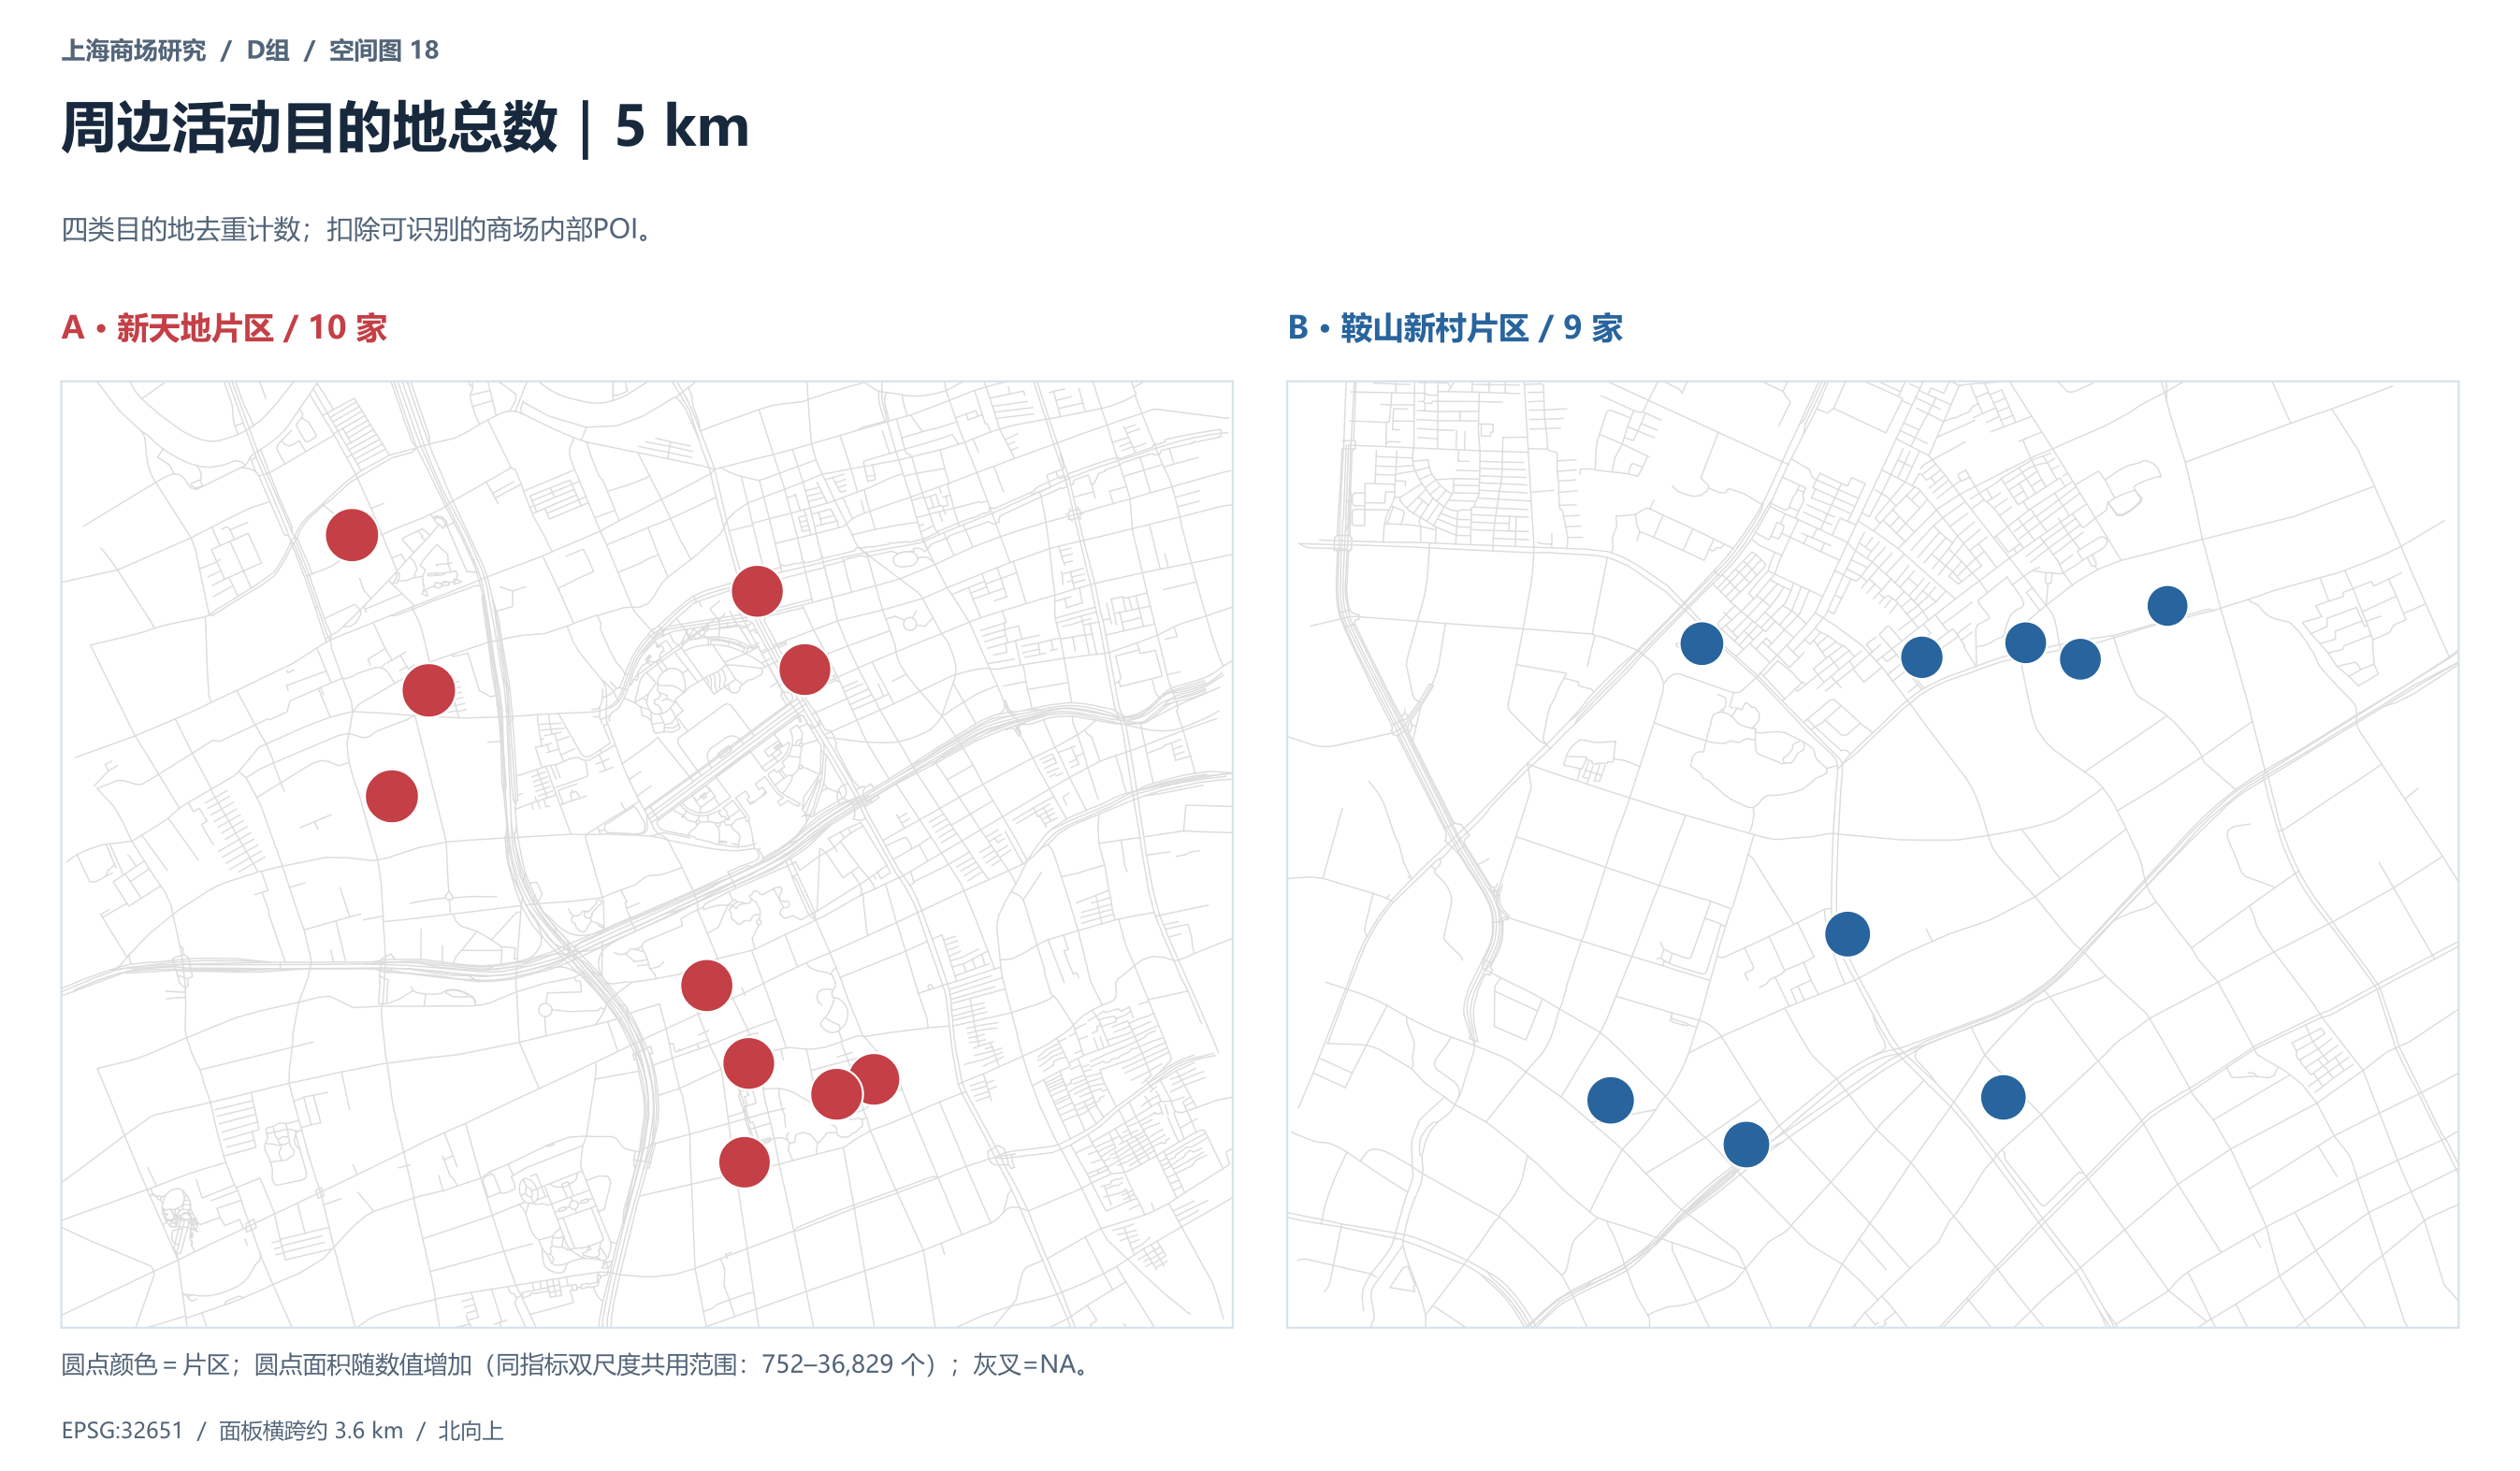 上海商场研究 / D组 / 空间图 18
周边活动目的地总数 | 5 km
四类目的地去重计数；扣除可识别的商场内部POI。
A · 新天地片区 / 10 家
B · 鞍山新村片区 / 9 家
圆点颜色 = 片区；圆点面积随数值增加（同指标双尺度共用范围：752–36,829 个）；灰叉=NA。
EPSG:32651 / 面板横跨约 3.6 km / 北向上